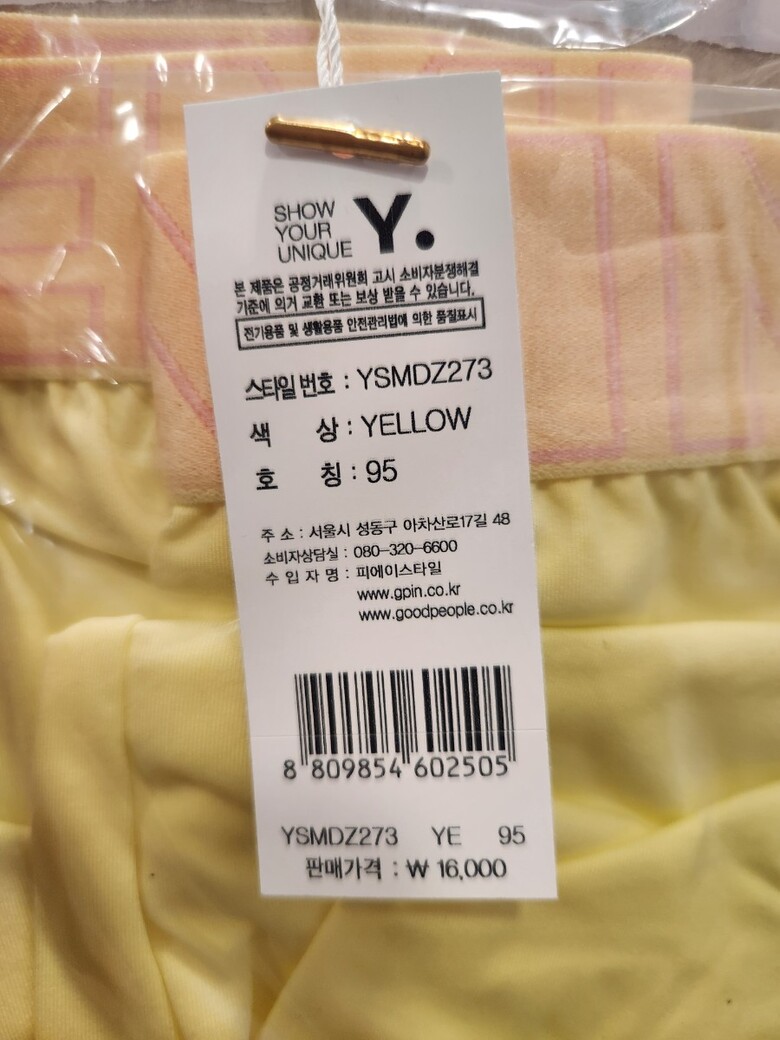 SHOW
YOUR
UNIQUE
Y.
본 제품은 공정거래위원회 고시 소비자분쟁해결
기준에 의거 교환 또는 보상 받을 수 있습니다.
전기용품 및 생활용품 안전관리법에 의한 품질표시
스타일번호 : YSMDZ273
색 상 : YELLOW
호 칭 : 95
주 소 : 서울시 성동구 아차산로17길 48
소비자상담실 : 080-320-6600
수 입 자 명 : 피에이스타일
www.gpin.co.kr
www.goodpeople.co.kr
8 809854 602505
YSMDZ273 YE 95
판매가격 : ₩ 16,000